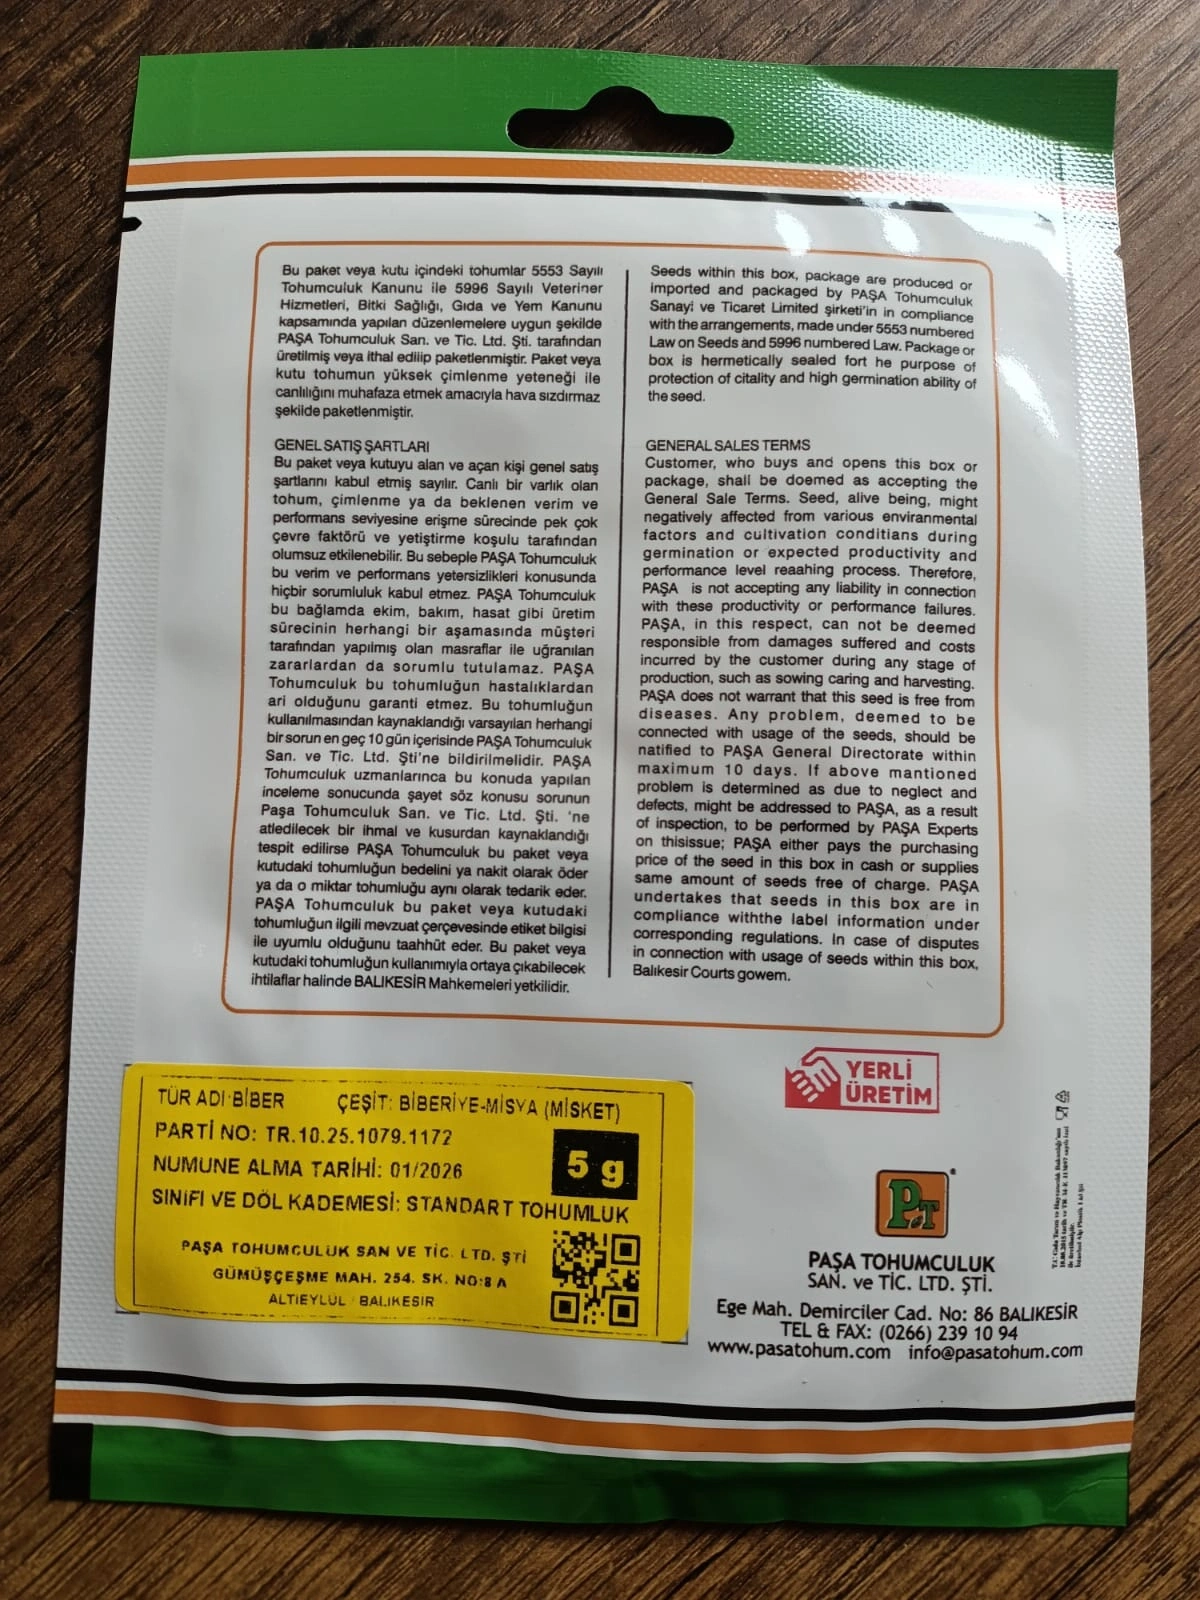 Bu paket veya kutu içindeki tohumlar 5553 Sayılı
Tohumculuk Kanunu ile 5996 Sayılı Veteriner
Hizmetleri, Bitki Sağlığı, Gıda ve Yem Kanunu
kapsamında yapılan düzenlemelere uygun şekilde
PAŞA Tohumculuk San. ve Tic. Ltd. Şti. tarafından
üretilmiş veya ithal edilip paketlenmiştir. Paket veya
kutu tohumun yüksek çimlenme yeteneği ile
canlılığını muhafaza etmek amacıyla hava sızdırmaz
şekilde paketlenmiştir.
GENEL SATIŞ ŞARTLARI
Bu paket veya kutuyu alan ve açan kişi genel satış
şartlarını kabul etmiş sayılır. Canlı bir varlık olan
tohum, çimlenme ya da beklenen verim ve
performans seviyesine erişme sürecinde pek çok
çevre faktörü ve yetiştirme koşulu tarafından
olumsuz etkilenebilir. Bu sebeple PAŞA Tohumculuk
bu verim ve performans yetersizlikleri konusunda
hiçbir sorumluluk kabul etmez. PAŞA Tohumculuk
bu bağlamda ekim, bakım, hasat gibi üretim
sürecinin herhangi bir aşamasında müşteri
tarafından yapılmış olan masraflar ile uğranılan
zararlardan da sorumlu tutulamaz. PAŞA
Tohumculuk bu tohumluğun hastalıklardan
ari olduğunu garanti etmez. Bu tohumluğun
kullanılmasından kaynaklandığı varsayılan herhangi
bir sorun en geç 10 gün içerisinde PAŞA Tohumculuk
San. ve Tic. Ltd. Şti'ne bildirilmelidir. PAŞA
Tohumculuk uzmanlarınca bu konuda yapılan
inceleme sonucunda şayet söz konusu sorunun
Paşa Tohumculuk San. ve Tic. Ltd. Şti. 'ne
atledilecek bir ihmal ve kusurdan kaynaklandığı
tespit edilirse PAŞA Tohumculuk bu paket veya
kutudaki tohumluğun bedelini ya nakit olarak öder
ya da o miktar tohumluğu aynı olarak tedarik eder.
PAŞA Tohumculuk bu paket veya kutudaki
tohumluğun ilgili mevzuat çerçevesinde etiket bilgisi
ile uyumlu olduğunu taahhüt eder. Bu paket veya
kutudaki tohumluğun kullanımıyla ortaya çıkabilecek
ihtilaflar halinde BALIKESİR Mahkemeleri yetkilidir.
Seeds within this box, package are produced or
imported and packaged by PAŞA Tohumculuk
Sanayi ve Ticaret Limited şirketi'in in compliance
with the arrangements, made under 5553 numbered
Law on Seeds and 5996 numbered Law. Package or
box is hermetically sealed fort he purpose of
protection of citality and high germination ability of
the seed.
GENERAL SALES TERMS
Customer, who buys and opens this box or
package, shall be doemed as accepting the
General Sale Terms. Seed, alive being, might
negatively affected from various enviranmental
factors and cultivation conditians during
germination or expected productivity and
performance level reaahing process. Therefore,
PAŞA is not accepting any liability in connection
with these productivity or performance failures.
PAŞA, in this respect, can not be deemed
responsible from damages suffered and costs
incurred by the customer during any stage of
production, such as sowing caring and harvesting.
PAŞA does not warrant that this seed is free from
diseases. Any problem, deemed to be
connected with usage of the seeds, should be
natified to PAŞA General Directorate within
maximum 10 days. If above mantioned
problem is determined as due to neglect and
defects, might be addressed to PAŞA, as a result
of inspection, to be performed by PAŞA Experts
on thisissue; PAŞA either pays the purchasing
price of the seed in this box in cash or supplies
same amount of seeds free of charge. PAŞA
undertakes that seeds in this box are in
compliance withthe label information under
corresponding regulations. In case of disputes
in connection with usage of seeds within this box,
Balıkesir Courts gowem.
YERLİ
ÜRETİM
TÜR ADI:BİBER ÇEŞİT: BİBERİYE-MİSYA (MİSKET)
PARTİ NO: TR.10.25.1079.1172
NUMUNE ALMA TARİHİ: 01/2026
5 g
SINIFI VE DÖL KADEMESİ: STANDART TOHUMLUK
PAŞA TOHUMCULUK SAN VE TİC. LTD. ŞTİ
GÜMÜŞÇEŞME MAH. 254. SK. NO:8 A
ALTIEYLÜL / BALIKESİR
PT
PAŞA TOHUMCULUK
SAN. ve TİC. LTD. ŞTİ.
Ege Mah. Demirciler Cad. No: 86 BALIKESİR
TEL & FAX: (0266) 239 10 94
www.pasatohum.com info@pasatohum.com